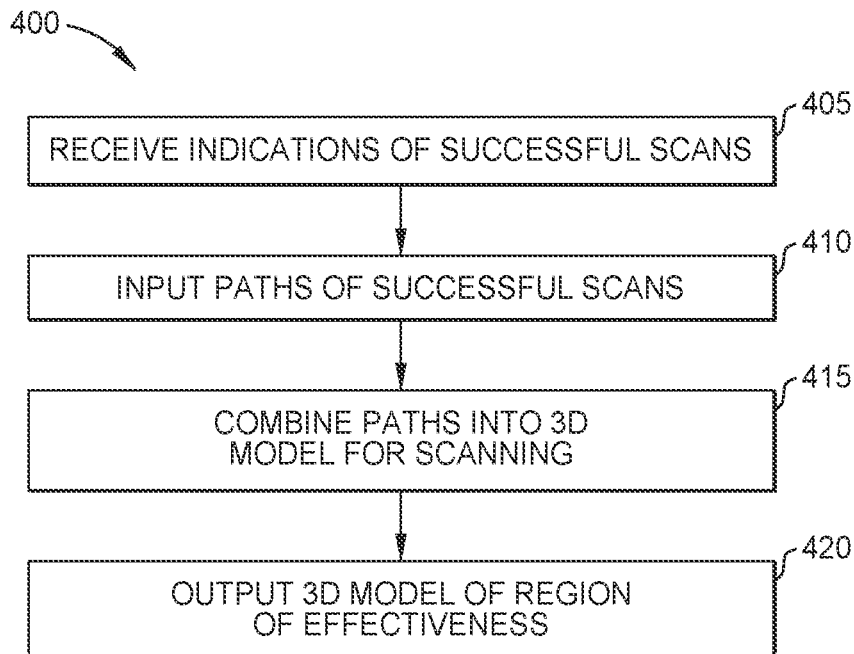 400
405
RECEIVE INDICATIONS OF SUCCESSFUL SCANS
410
INPUT PATHS OF SUCCESSFUL SCANS
415
COMBINE PATHS INTO 3D
MODEL FOR SCANNING
420
OUTPUT 3D MODEL OF REGION
OF EFFECTIVENESS